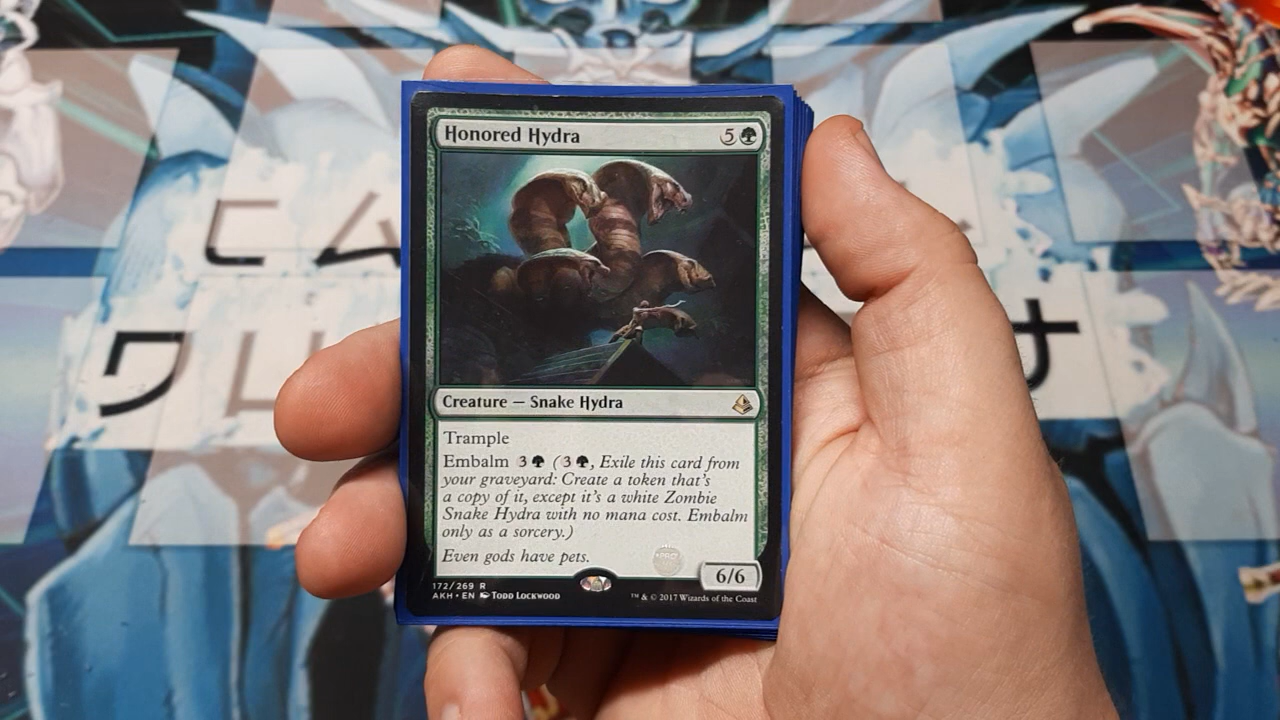 Honored Hydra 5
Creature — Snake Hydra
Trample
Embalm 3 (3, Exile this card from
your graveyard: Create a token that's
a copy of it, except it's a white Zombie
Snake Hydra with no mana cost. Embalm
only as a sorcery.)
Even gods have pets.
6/6
172/269 R
AKH • EN Todd Lockwood
™ & © 2017 Wizards of the Coast